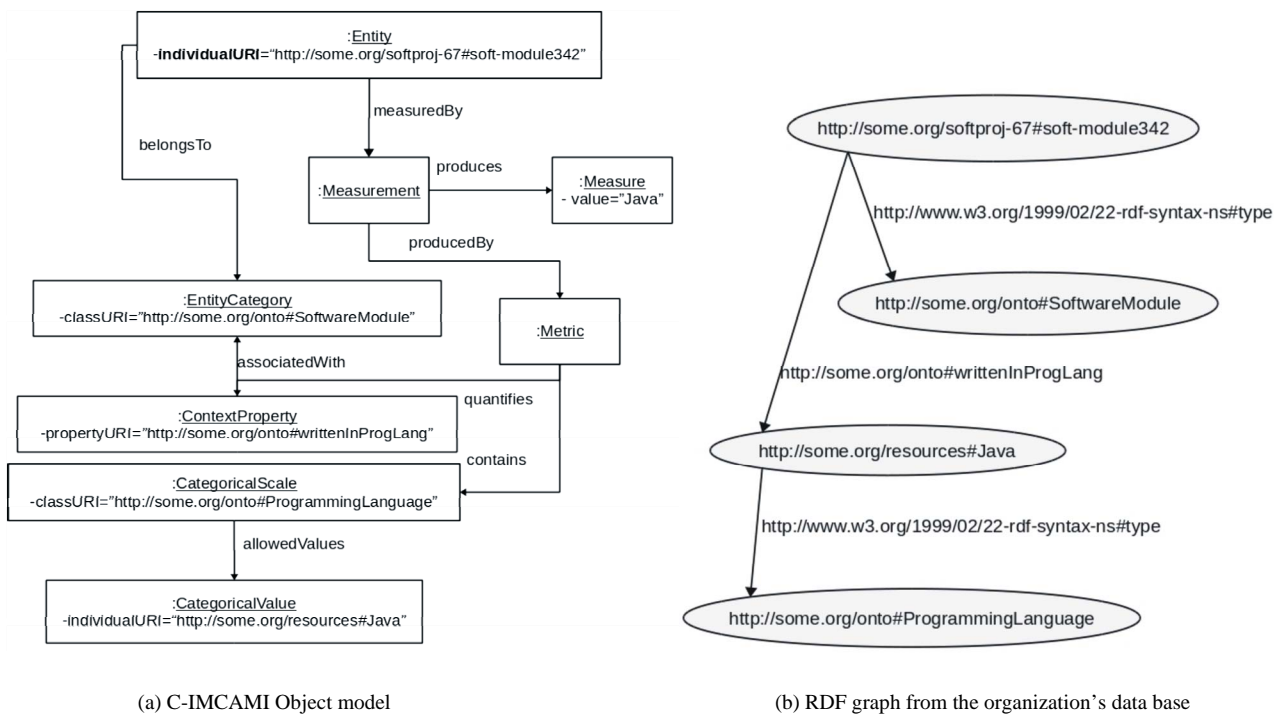 :Entity
-individualURI=“http://some.org/softproj-67#soft-module342”
measuredBy
belongsTo
:Measurement
produces
:Measure
- value=”Java”
producedBy
:EntityCategory
-classURI=”http://some.org/onto#SoftwareModule”
:Metric
associatedWith
quantifies
:ContextProperty
-propertyURI=”http://some.org/onto#writtenInProgLang”
contains
:CategoricalScale
-classURI=”http://some.org/onto#ProgrammingLanguage”
allowedValues
:CategoricalValue
-individualURI=“http://some.org/resources#Java”
(a) C-IMCAMI Object model
http://some.org/softproj-67#soft-module342
http://www.w3.org/1999/02/22-rdf-syntax-ns#type
http://some.org/onto#SoftwareModule
http://some.org/onto#writtenInProgLang
http://some.org/resources#Java
http://www.w3.org/1999/02/22-rdf-syntax-ns#type
http://some.org/onto#ProgrammingLanguage
(b) RDF graph from the organization’s data base